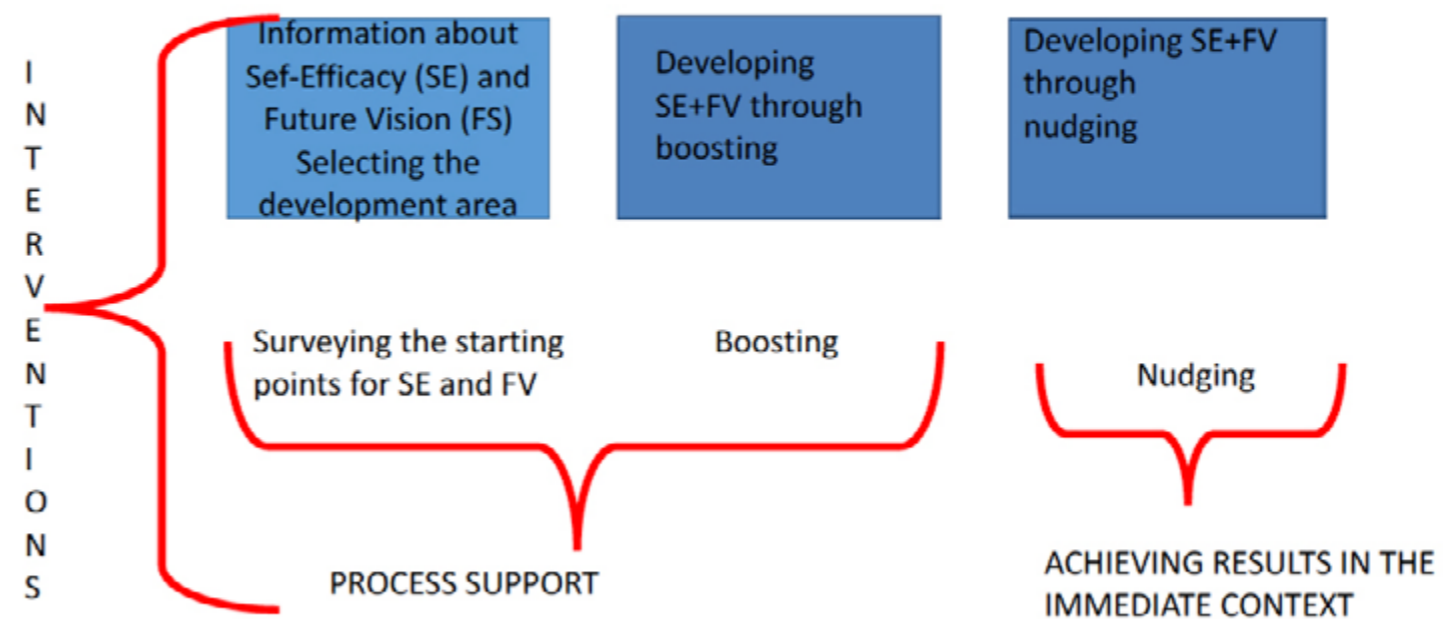 INTERVENTIONS
Information about
Sef-Efficacy (SE) and
Future Vision (FS)
Selecting the
development area
Developing
SE+FV through
boosting
Developing SE+FV
through
nudging
Surveying the starting
points for SE and FV
Boosting
Nudging
PROCESS SUPPORT
ACHIEVING RESULTS IN THE
IMMEDIATE CONTEXT